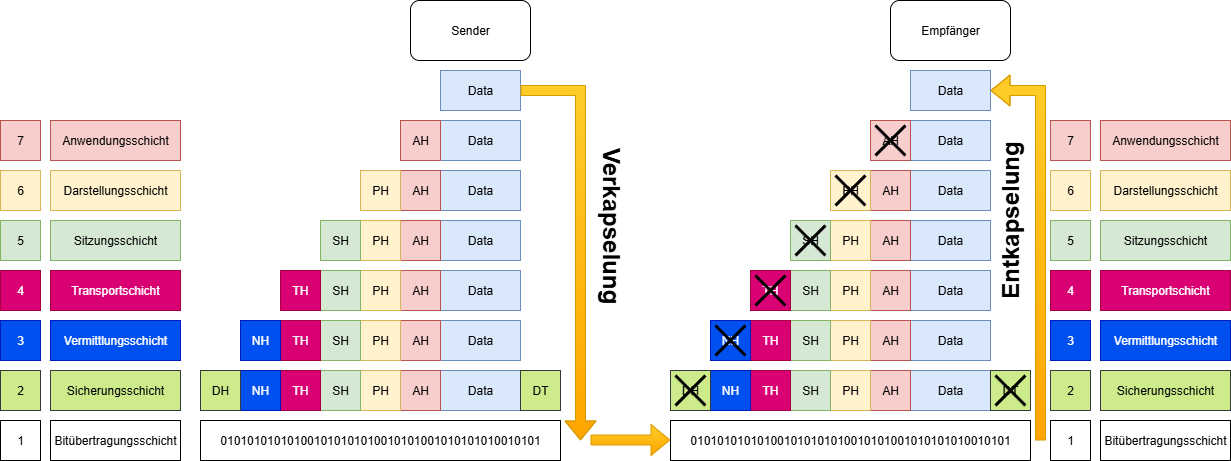 Sender Empfänger
Data Data
7 Anwendungsschicht AH Data AH Data 7 Anwendungsschicht
6 Darstellungsschicht PH AH Data PH AH Data 6 Darstellungsschicht
5 Sitzungsschicht SH PH AH Data SH PH AH Data 5 Sitzungsschicht
4 Transportschicht TH SH PH AH Data TH SH PH AH Data 4 Transportschicht
3 Vermittlungsschicht NH TH SH PH AH Data NH TH SH PH AH Data 3 Vermittlungsschicht
2 Sicherungsschicht DH NH TH SH PH AH Data DT DH NH TH SH PH AH Data DT 2 Sicherungsschicht
1 Bitübertragungsschicht 010101010101001010101010010101001010101010010101 010101010101001010101010010101001010101010010101 1 Bitübertragungsschicht
Verkapselung
Entkapselung